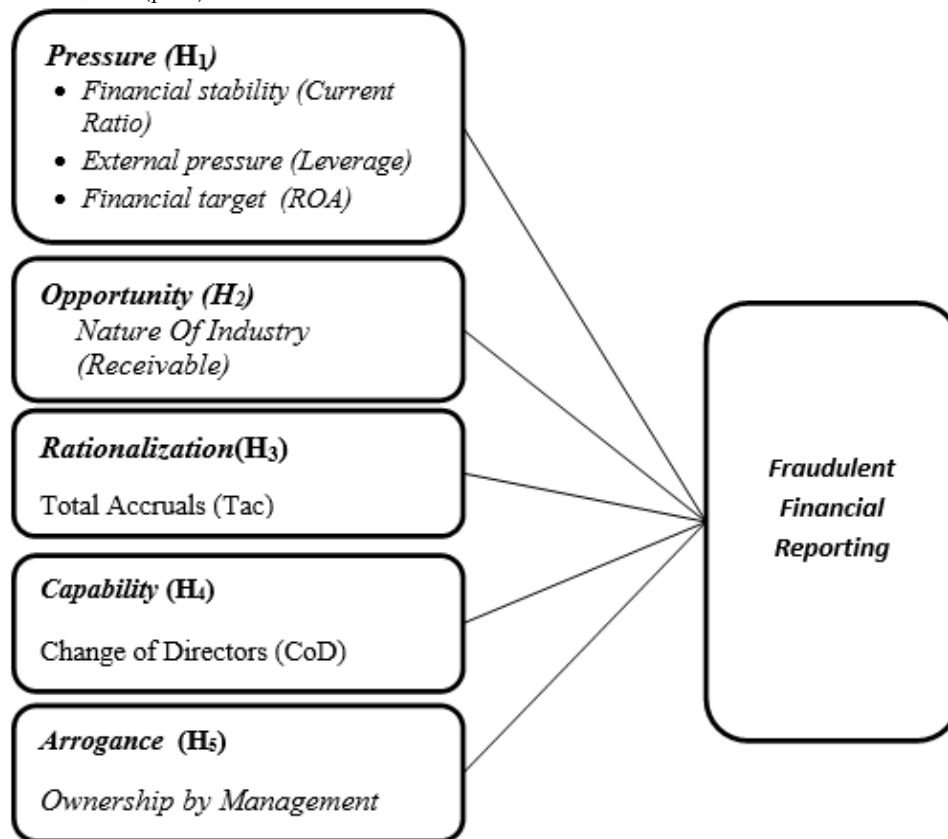 Pressure (H₁)
• Financial stability (Current
Ratio)
• External pressure (Leverage)
• Financial target (ROA)
Opportunity (H₂)
Nature Of Industry
(Receivable)
Rationalization(H₃)
Total Accruals (Tac)
Capability (H₄)
Change of Directors (CoD)
Arrogance (H₅)
Ownership by Management
Fraudulent
Financial
Reporting